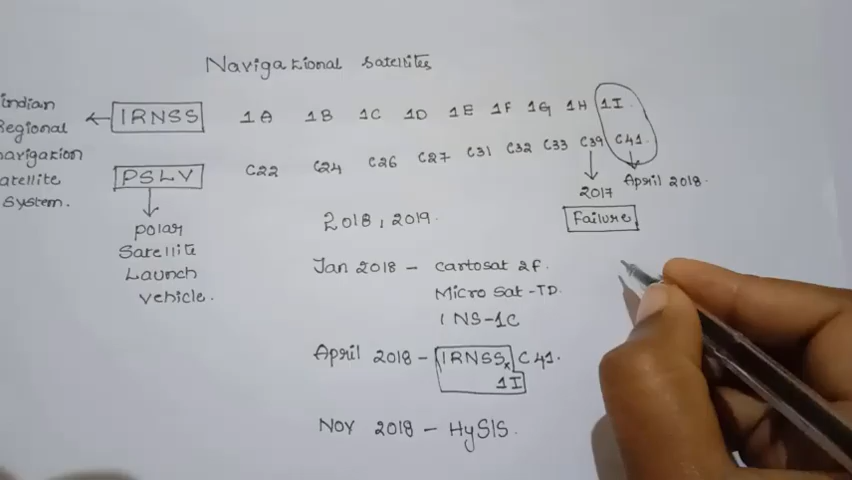 Navigational satellites
indian
Regional
navigation
satellite
System.
IRNSS 1A 1B 1C 1D 1E 1F 1G 1H 1I
PSLV C22 C24 C26 C27 C31 C32 C33 C39 C41
polar
Satellite
Launch
vehicle.
2017
Failure
April 2018.
2018, 2019.
Jan 2018 - cartosat 2F.
Micro Sat - TD.
INS-1C
April 2018 - IRNSS, C41.
1I
Nov 2018 - HySIS.